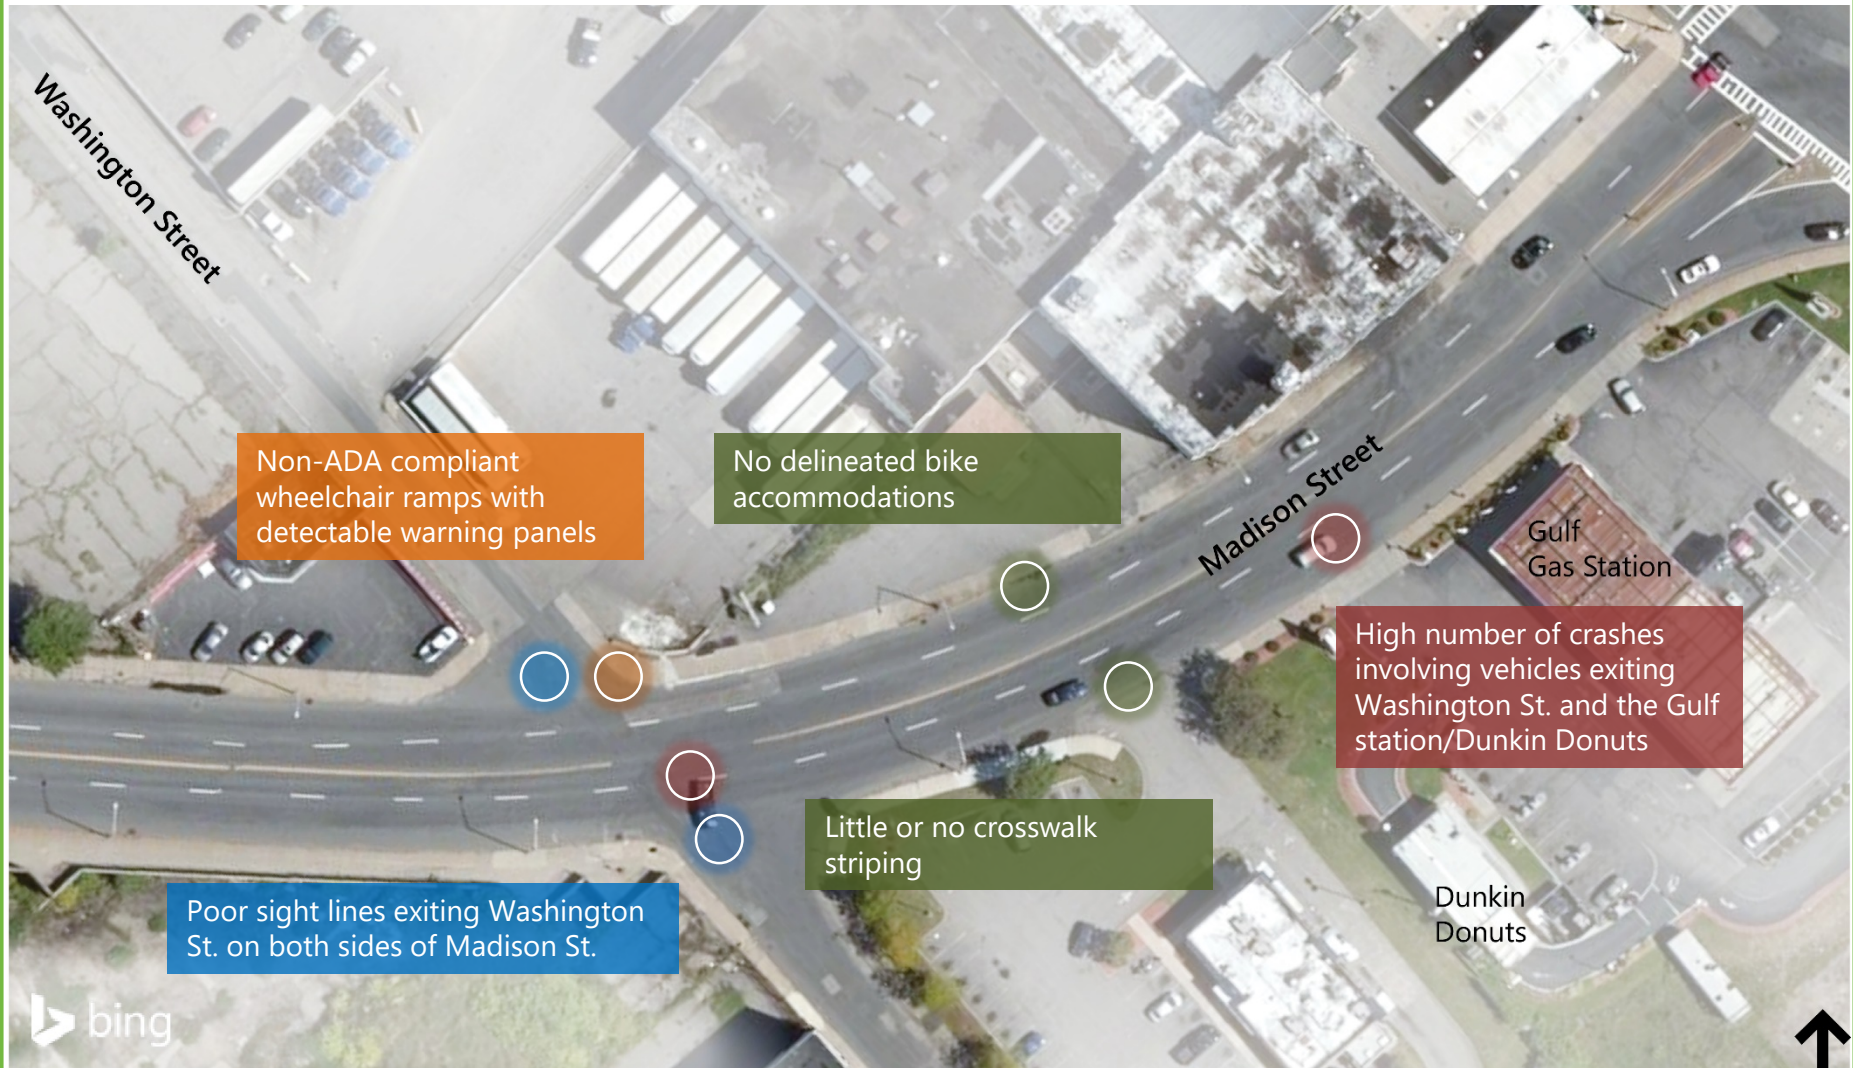 Washington Street
Non-ADA compliant
wheelchair ramps with
detectable warning panels
No delineated bike
accommodations
Madison Street
Gulf
Gas Station
High number of crashes
involving vehicles exiting
Washington St. and the Gulf
station/Dunkin Donuts
Little or no crosswalk
striping
Poor sight lines exiting Washington
St. on both sides of Madison St.
Dunkin
Donuts
bing